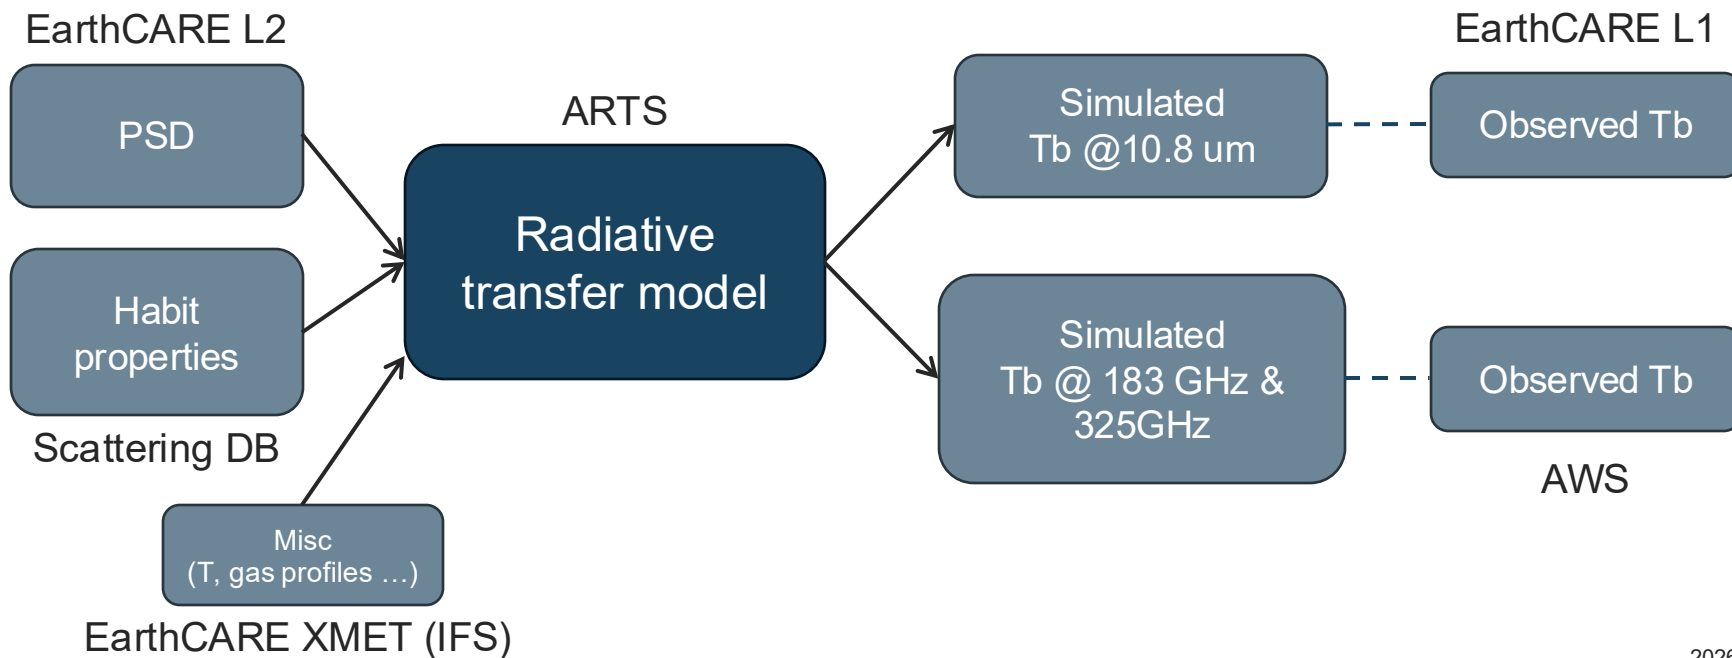 EarthCARE L2
PSD
Habit
properties
Scattering DB
Misc
(T, gas profiles …)
EarthCARE XMET (IFS)
ARTS
Radiative
transfer model
Simulated
Tb @10.8 um
Simulated
Tb @ 183 GHz &
325GHz
EarthCARE L1
Observed Tb
Observed Tb
AWS
2026